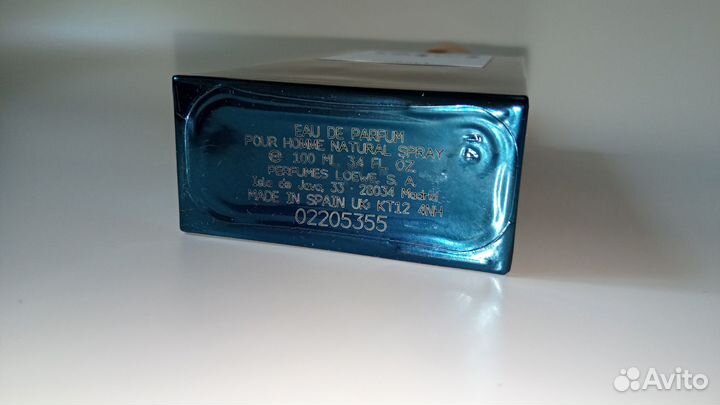 EAU DE PARFUM
POUR HOMME NATURAL SPRAY
℮ 100 ML 3.4 FL. OZ.
PERFUMES LOEWE, S. A.
Isla de Java, 33 - 28034 Madrid
MADE IN SPAIN UK: KT12 4NH
02205355
14
Avito